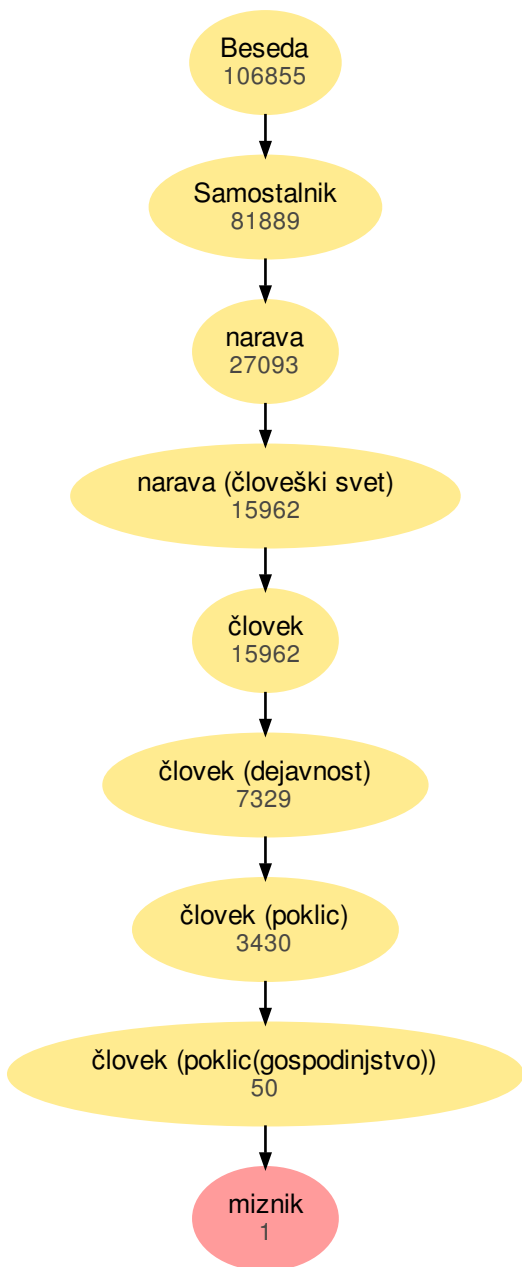 Beseda
106855
Samostalnik
81889
narava
27093
narava (človeški svet)
15962
človek
15962
človek (dejavnost)
7329
človek (poklic)
3430
človek (poklic(gospodinjstvo))
50
miznik
1